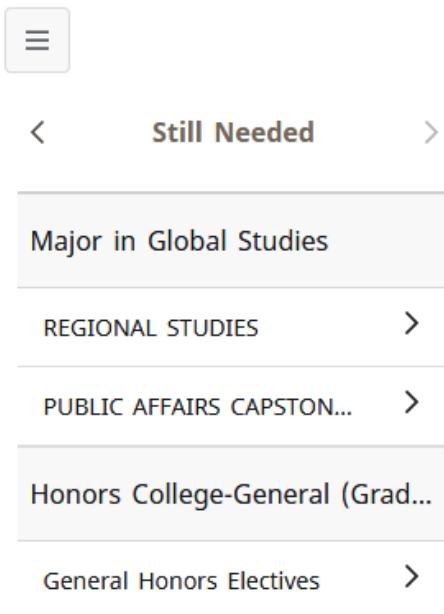 Still Needed
Major in Global Studies
REGIONAL STUDIES
PUBLIC AFFAIRS CAPSTON...
Honors College-General (Grad...
General Honors Electives